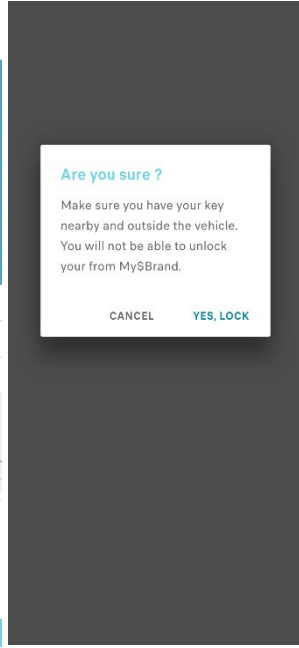 Are you sure ?
Make sure you have your key
nearby and outside the vehicle.
You will not be able to unlock
your from My$Brand.
CANCEL YES, LOCK